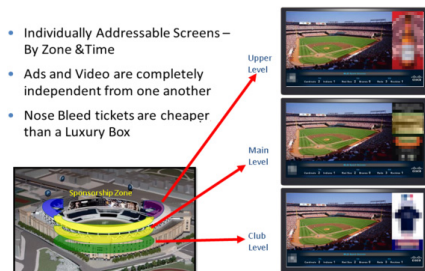 Individually Addressable Screens –
By Zone &Time
Ads and Video are completely
independent from one another
Nose Bleed tickets are cheaper
than a Luxury Box
Upper
Level
Main
Level
Club
Level
Sponsorship Zone